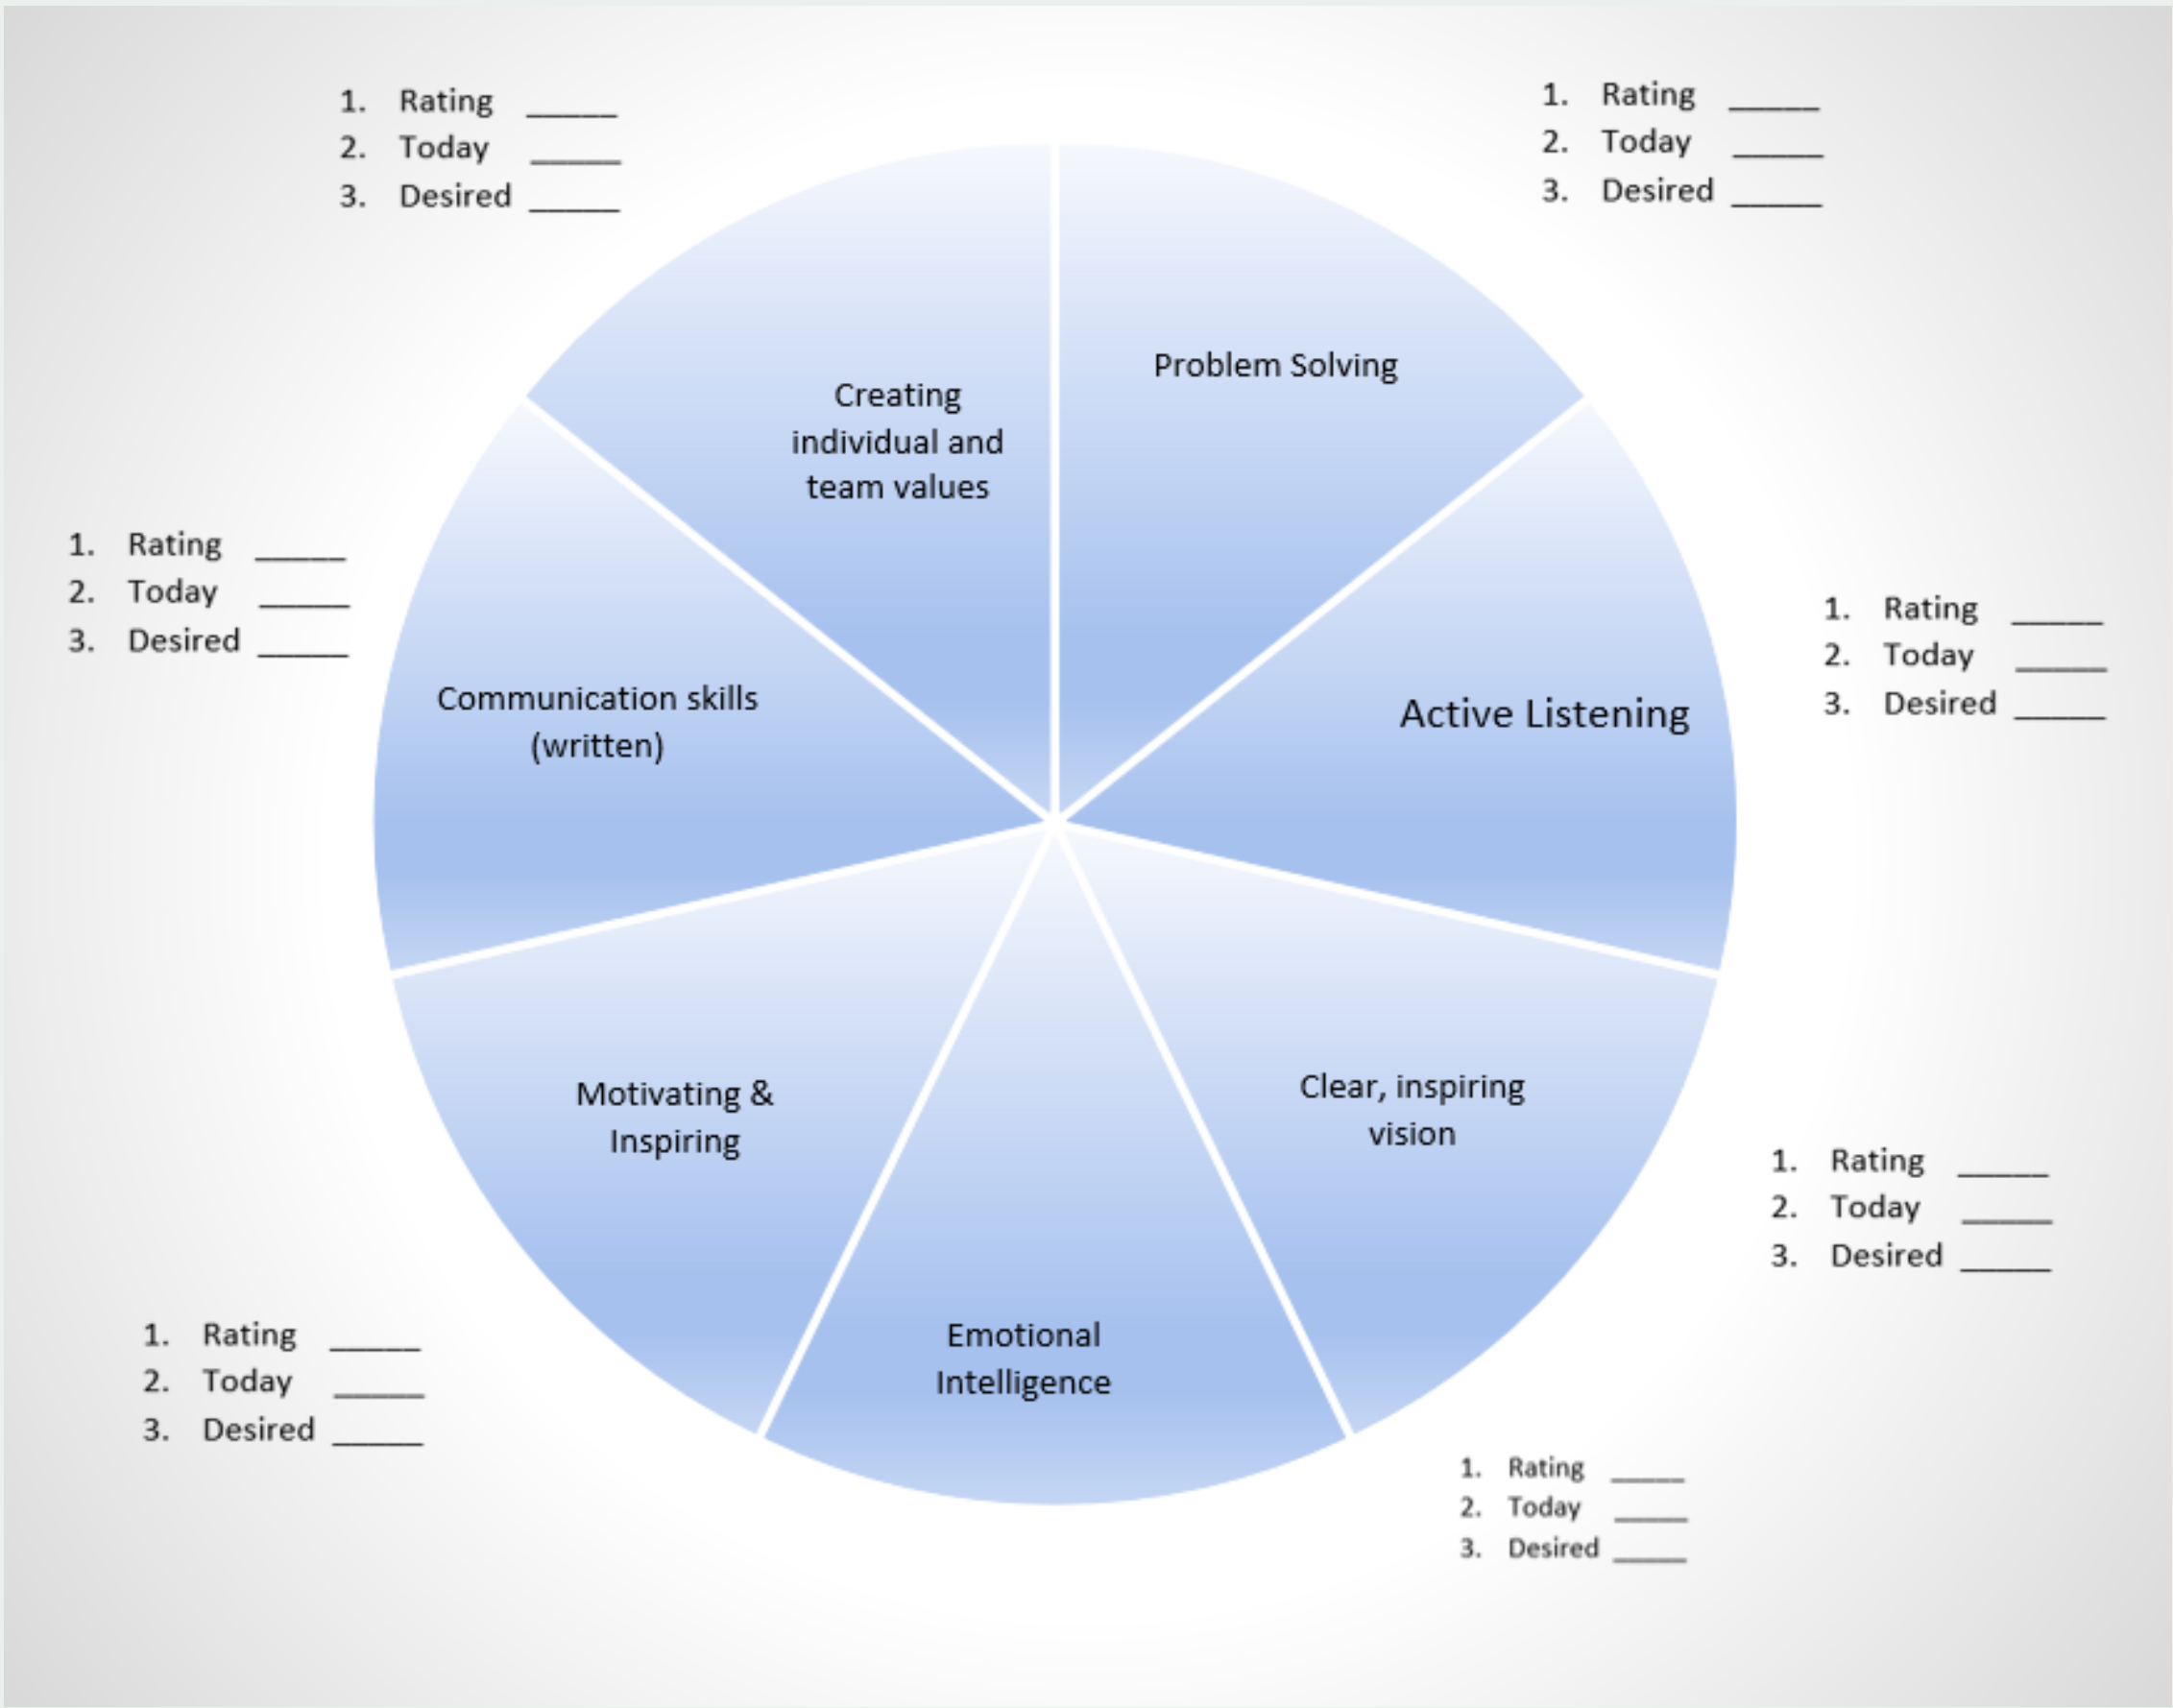 1. Rating _____
2. Today _____
3. Desired _____
1. Rating _____
2. Today _____
3. Desired _____
Problem Solving
Creating
individual and
team values
1. Rating _____
2. Today _____
3. Desired _____
1. Rating _____
2. Today _____
3. Desired _____
Communication skills
(written)
Active Listening
Motivating &
Inspiring
Clear, inspiring
vision
1. Rating _____
2. Today _____
3. Desired _____
1. Rating _____
2. Today _____
3. Desired _____
Emotional
Intelligence
1. Rating _____
2. Today _____
3. Desired _____